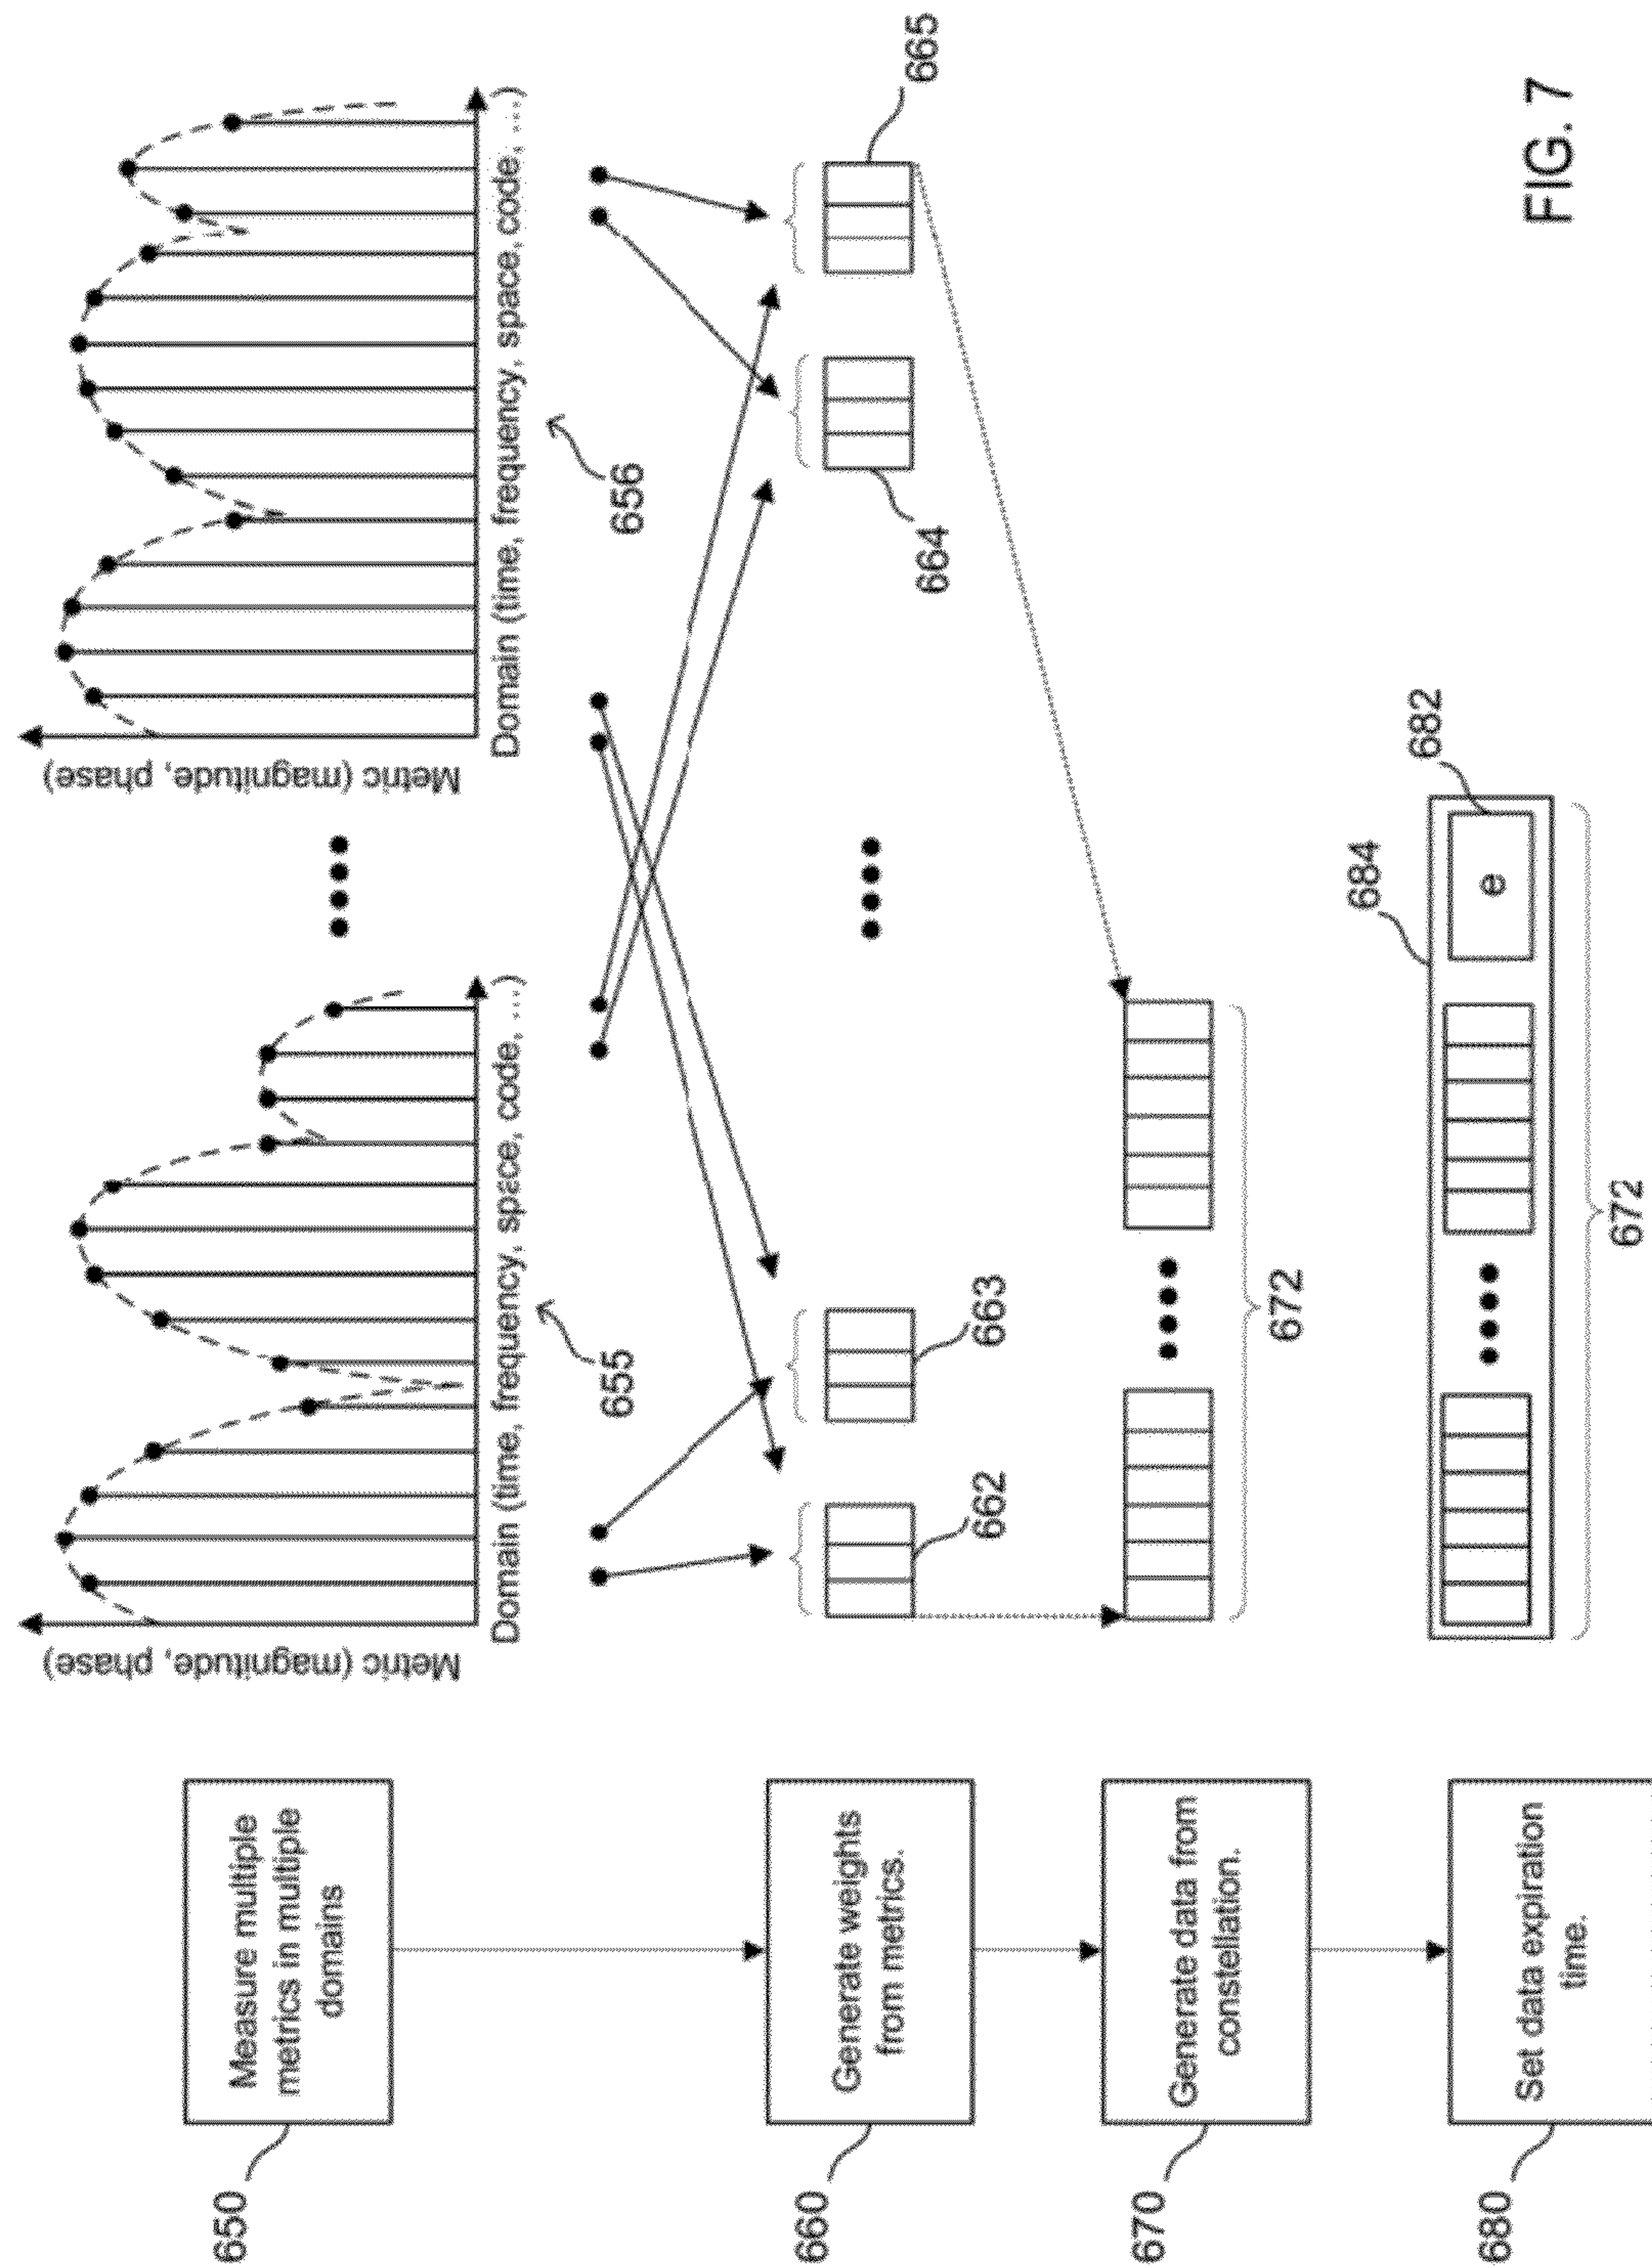 650
Measure multiple
metrics in multiple
domains
Metric (magnitude, phase)
Domain (time, frequency, space, code, ...)
655
Metric (magnitude, phase)
Domain (time, frequency, space, code, ...)
656
660
Generate weights
from metrics.
662
663
664
665
670
Generate data from
constellation.
672
680
Set data expiration
time.
684
e
682
672
FIG. 7